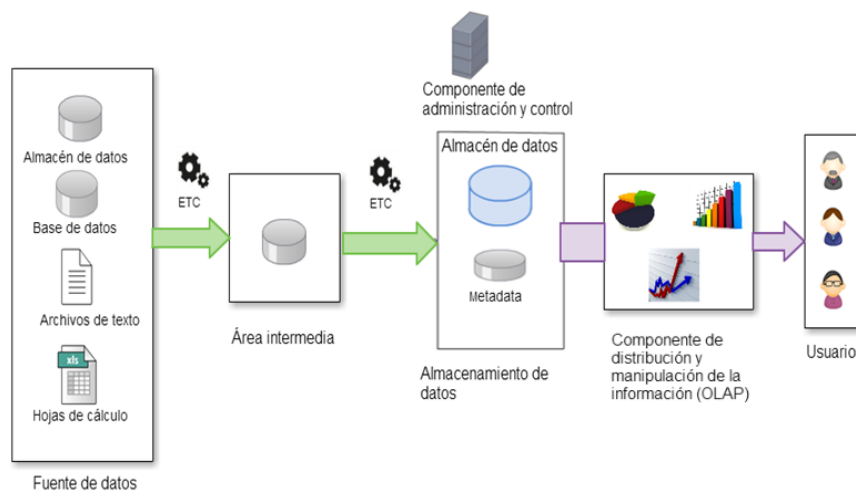 Componente de
administración y control
Almacén de datos
Base de datos
Archivos de texto
xls
Hojas de cálculo
Fuente de datos
ETC
Área intermedia
ETC
Almacén de datos
Metadata
Almacenamiento de
datos
Componente de
distribución y
manipulación de la
información (OLAP)
Usuario